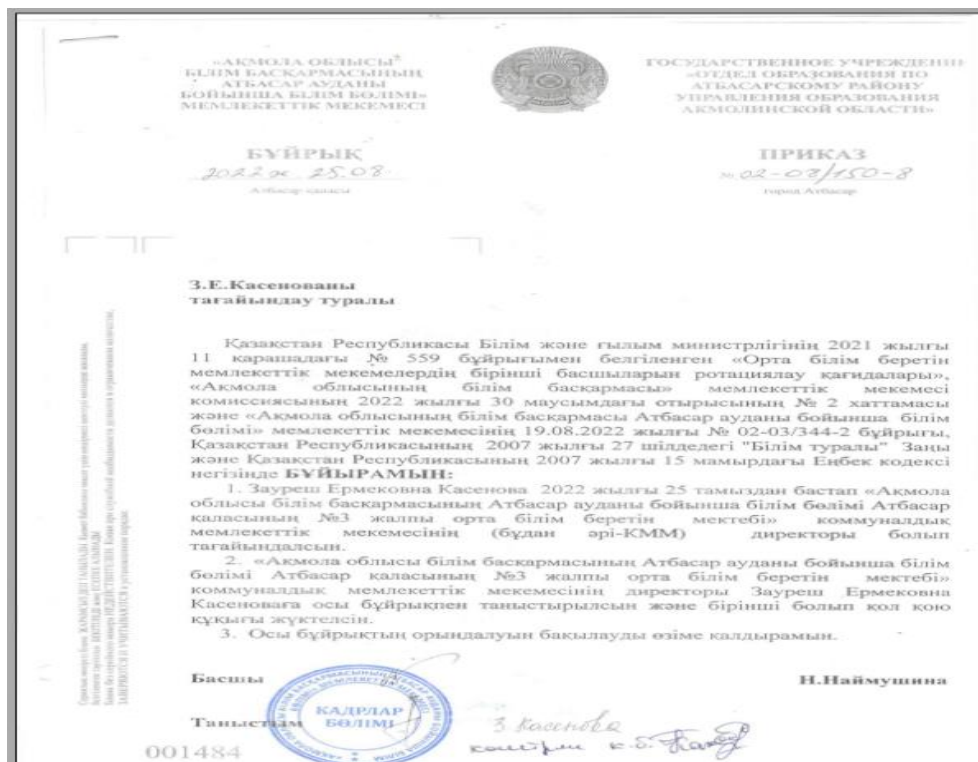 «АҚМОЛА ОБЛЫСЫ
БІЛІМ БАСҚАРМАСЫНЫҢ
АТБАСАР АУДАНЫ
БОЙЫНША БІЛІМ БӨЛІМІ»
МЕМЛЕКЕТТІК МЕКЕМЕСІ
ГОСУДАРСТВЕННОЕ УЧРЕЖДЕНИЕ
«ОТДЕЛ ОБРАЗОВАНИЯ ПО
АТБАСАРСКОМУ РАЙОНУ
УПРАВЛЕНИЯ ОБРАЗОВАНИЯ
АКМОЛИНСКОЙ ОБЛАСТИ»
БҰЙРЫҚ
2022 ж. 25.08.
Атбасар қаласы
ПРИКАЗ
№ 02-08/150-8
город Атбасар
З.Е.Касенованы
тағайындау туралы
Қазақстан Республикасы Білім және ғылым министрлігінің 2021 жылғы
11 қарашадағы № 559 бұйрығымен белгіленген «Орта білім беретін
мемлекеттік мекемелердің бірінші басшыларын ротациялау қағидалары»,
«Ақмола облысының білім басқармасы» мемлекеттік мекемесі
комиссиясының 2022 жылғы 30 маусымдағы отырысының № 2 хаттамасы
және «Ақмола облысының білім басқармасы Атбасар ауданы бойынша білім
бөлімі» мемлекеттік мекемесінің 19.08.2022 жылғы № 02-03/344-2 бұйрығы,
Қазақстан Республикасының 2007 жылғы 27 шілделегі "Білім туралы" Заңы
және Қазақстан Республикасының 2007 жылғы 15 мамырдағы Еңбек кодексі
негізінде БҰЙЫРАМЫН:
1. Зауреш Ермековна Касенова 2022 жылғы 25 тамыздан бастап «Ақмола
облысы білім басқармасының Атбасар ауданы бойынша білім бөлімі Атбасар
қаласының №3 жалпы орта білім беретін мектебі» коммуналдық
мемлекеттік мекемесінің (бұдан әрі-КММ) директоры болып
тағайындалсын.
2. «Ақмола облысы білім басқармасының Атбасар ауданы бойынша білім
бөлімі Атбасар қаласының №3 жалпы орта білім беретін мектебі»
коммуналдық мемлекеттік мекемесінің директоры Зауреш Ермековна
Касеноваға осы бұйрықпен таныстырылсын және бірінші болып қол қою
құқығы жүктелсін.
3. Осы бұйрықтың орындалуын бақылауды өзіме қалдырамын.
Басшы
Н.Наймушина
КАДРЛАР
БӨЛІМІ
Таныстым
З Касенова
001484